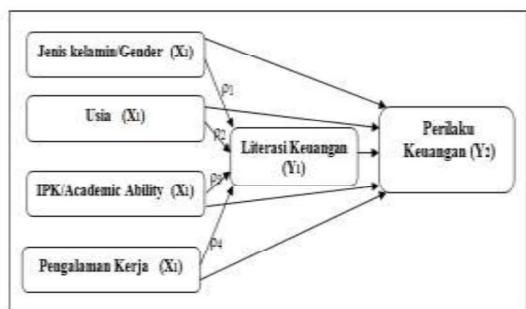 Jenis kelamin/Gender (X1)
ρ1
Usia (X1)
ρ2
Literasi Keuangan
(Y1)
Perilaku
Keuangan (Y2)
ρ3
IPK/Academic Ability (X1)
ρ4
Pengalaman Kerja (X1)